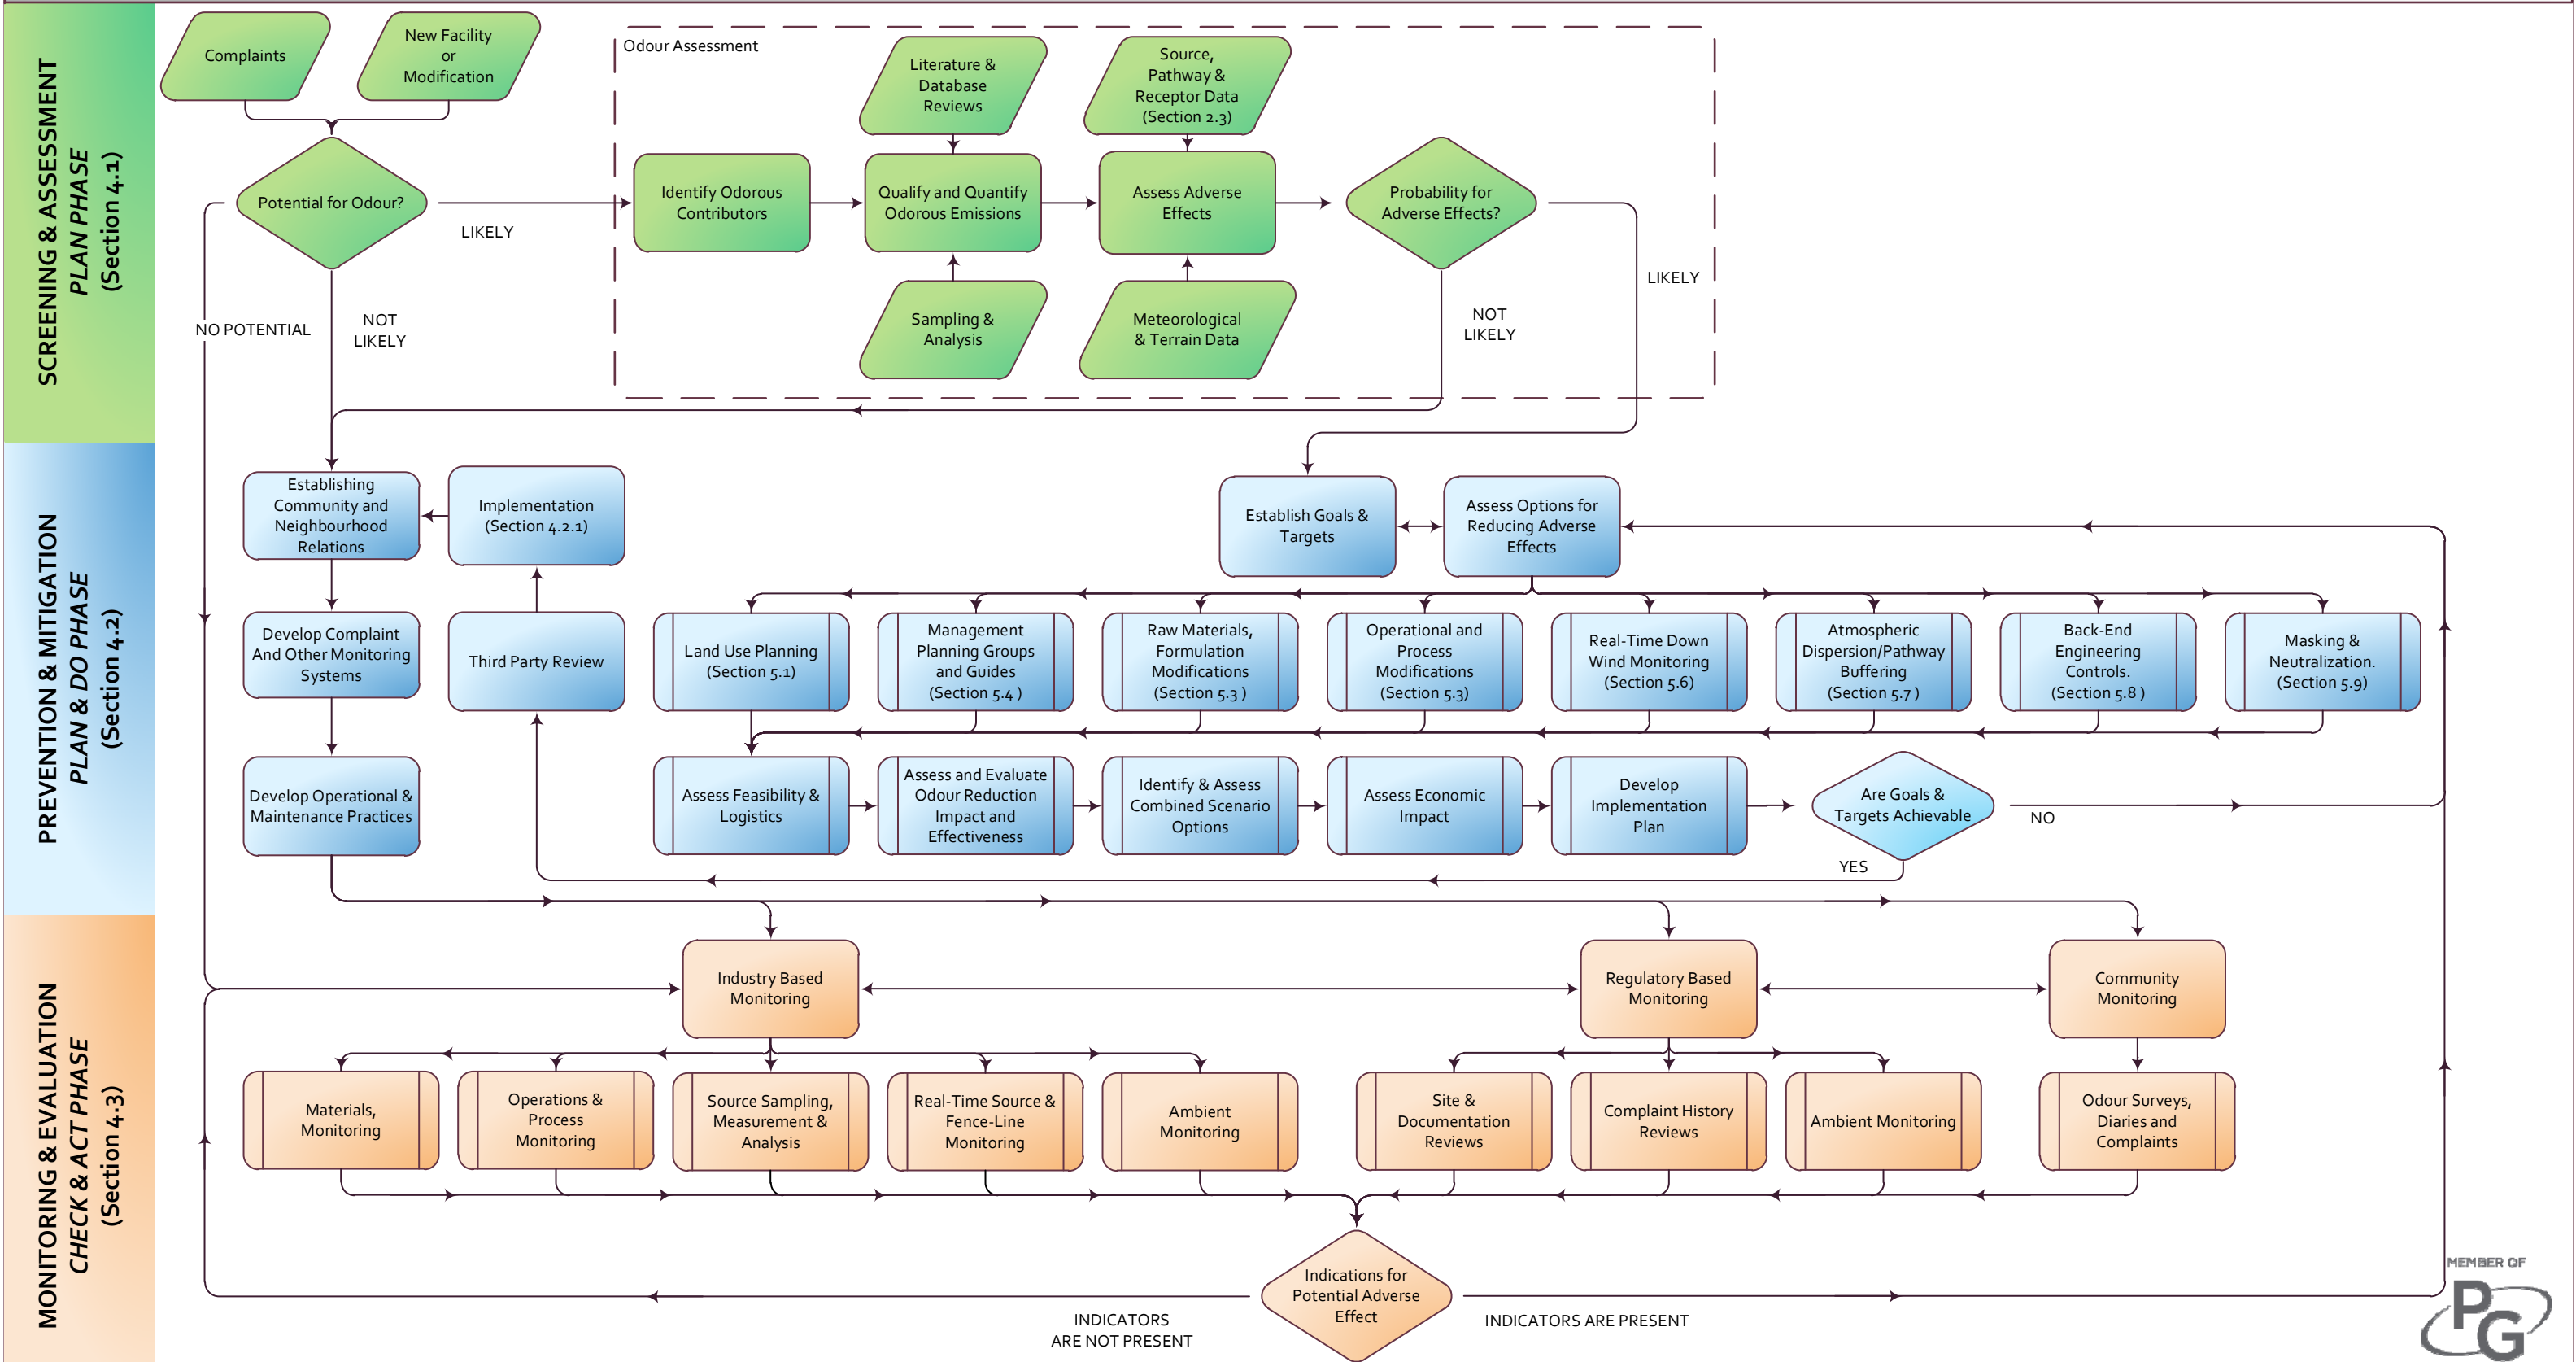 SCREENING & ASSESSMENT
PLAN PHASE
(Section 4.1)
Complaints
New Facility
or
Modification
Odour Assessment
Literature &
Database
Reviews
Source,
Pathway &
Receptor Data
(Section 2.3)
Potential for Odour?
LIKELY
Identify Odorous
Contributors
Qualify and Quantify
Odorous Emissions
Assess Adverse
Effects
Probability for
Adverse Effects?
LIKELY
NO POTENTIAL
NOT
LIKELY
Sampling &
Analysis
Meteorological
& Terrain Data
NOT
LIKELY
PREVENTION & MITIGATION
PLAN & DO PHASE
(Section 4.2)
Establishing
Community and
Neighbourhood
Relations
Implementation
(Section 4.2.1)
Establish Goals &
Targets
Assess Options for
Reducing Adverse
Effects
Develop Complaint
And Other Monitoring
Systems
Third Party Review
Land Use Planning
(Section 5.1)
Management
Planning Groups
and Guides
(Section 5.4 )
Raw Materials,
Formulation
Modifications
(Section 5.3 )
Operational and
Process
Modifications
(Section 5.3)
Real-Time Down
Wind Monitoring
(Section 5.6)
Atmospheric
Dispersion/Pathway
Buffering
(Section 5.7 )
Back-End
Engineering
Controls.
(Section 5.8 )
Masking &
Neutralization.
(Section 5.9)
Develop Operational &
Maintenance Practices
Assess Feasibility &
Logistics
Assess and Evaluate
Odour Reduction
Impact and
Effectiveness
Identify & Assess
Combined Scenario
Options
Assess Economic
Impact
Develop
Implementation
Plan
Are Goals &
Targets Achievable
NO
YES
MONITORING & EVALUATION
CHECK & ACT PHASE
(Section 4.3)
Industry Based
Monitoring
Regulatory Based
Monitoring
Community
Monitoring
Materials,
Monitoring
Operations &
Process
Monitoring
Source Sampling,
Measurement &
Analysis
Real-Time Source &
Fence-Line
Monitoring
Ambient
Monitoring
Site &
Documentation
Reviews
Complaint History
Reviews
Ambient Monitoring
Odour Surveys,
Diaries and
Complaints
Indications for
Potential Adverse
Effect
INDICATORS
ARE NOT PRESENT
INDICATORS ARE PRESENT
MEMBER OF
PG